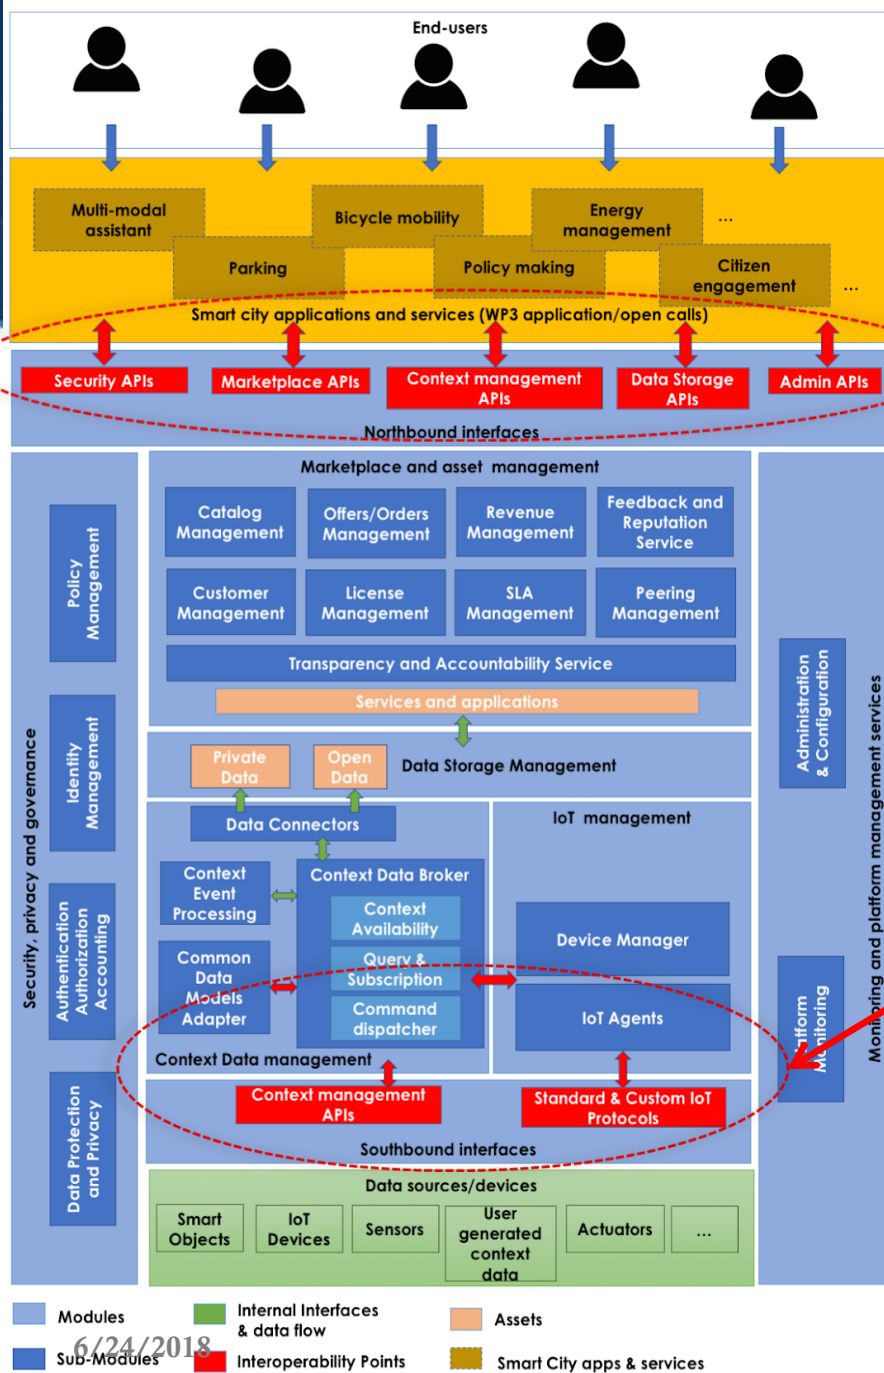 End-users
Multi-modal
assistant
Bicycle mobility
Energy
management
...
Parking
Policy making
Citizen
engagement
...
Smart city applications and services (WP3 application/open calls)
Security APIs
Marketplace APIs
Context management
APIs
Data Storage
APIs
Admin APIs
Northbound interfaces
Security, privacy and governance
Policy
Management
Identity
Management
Authentication
Authorization
Accounting
Data Protection
and Privacy
Marketplace and asset management
Catalog
Management
Offers/Orders
Management
Revenue
Management
Feedback and
Reputation
Service
Customer
Management
License
Management
SLA
Management
Peering
Management
Transparency and Accountability Service
Services and applications
Private
Data
Open
Data
Data Storage Management
Data Connectors
Context
Event
Processing
Context Data Broker
Context
Availability
Query &
Subscription
Command
dispatcher
Common
Data
Models
Adapter
Context Data management
IoT management
Device Manager
IoT Agents
Administration
& Configuration
Platform
Monitoring
Monitoring and platform management services
Context management
APIs
Standard & Custom IoT
Protocols
Southbound interfaces
Data sources/devices
Smart
Objects
IoT
Devices
Sensors
User
generated
context
data
Actuators
...
Modules
Internal Interfaces
& data flow
Assets
6/24/2018
Sub-Modules
Interoperability Points
Smart City apps & services